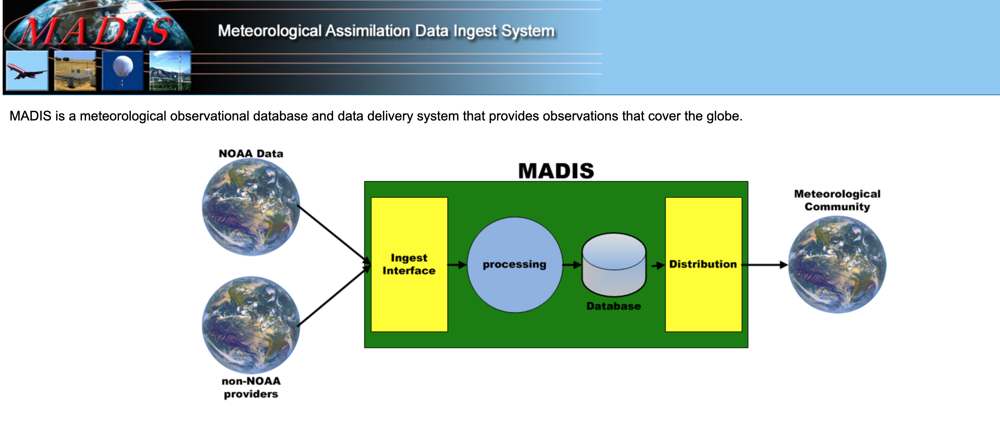 MADIS
Meteorological Assimilation Data Ingest System
MADIS is a meteorological observational database and data delivery system that provides observations that cover the globe.
NOAA Data
MADIS
Meteorological
Community
Ingest
Interface
processing
Database
Distribution
non-NOAA
providers